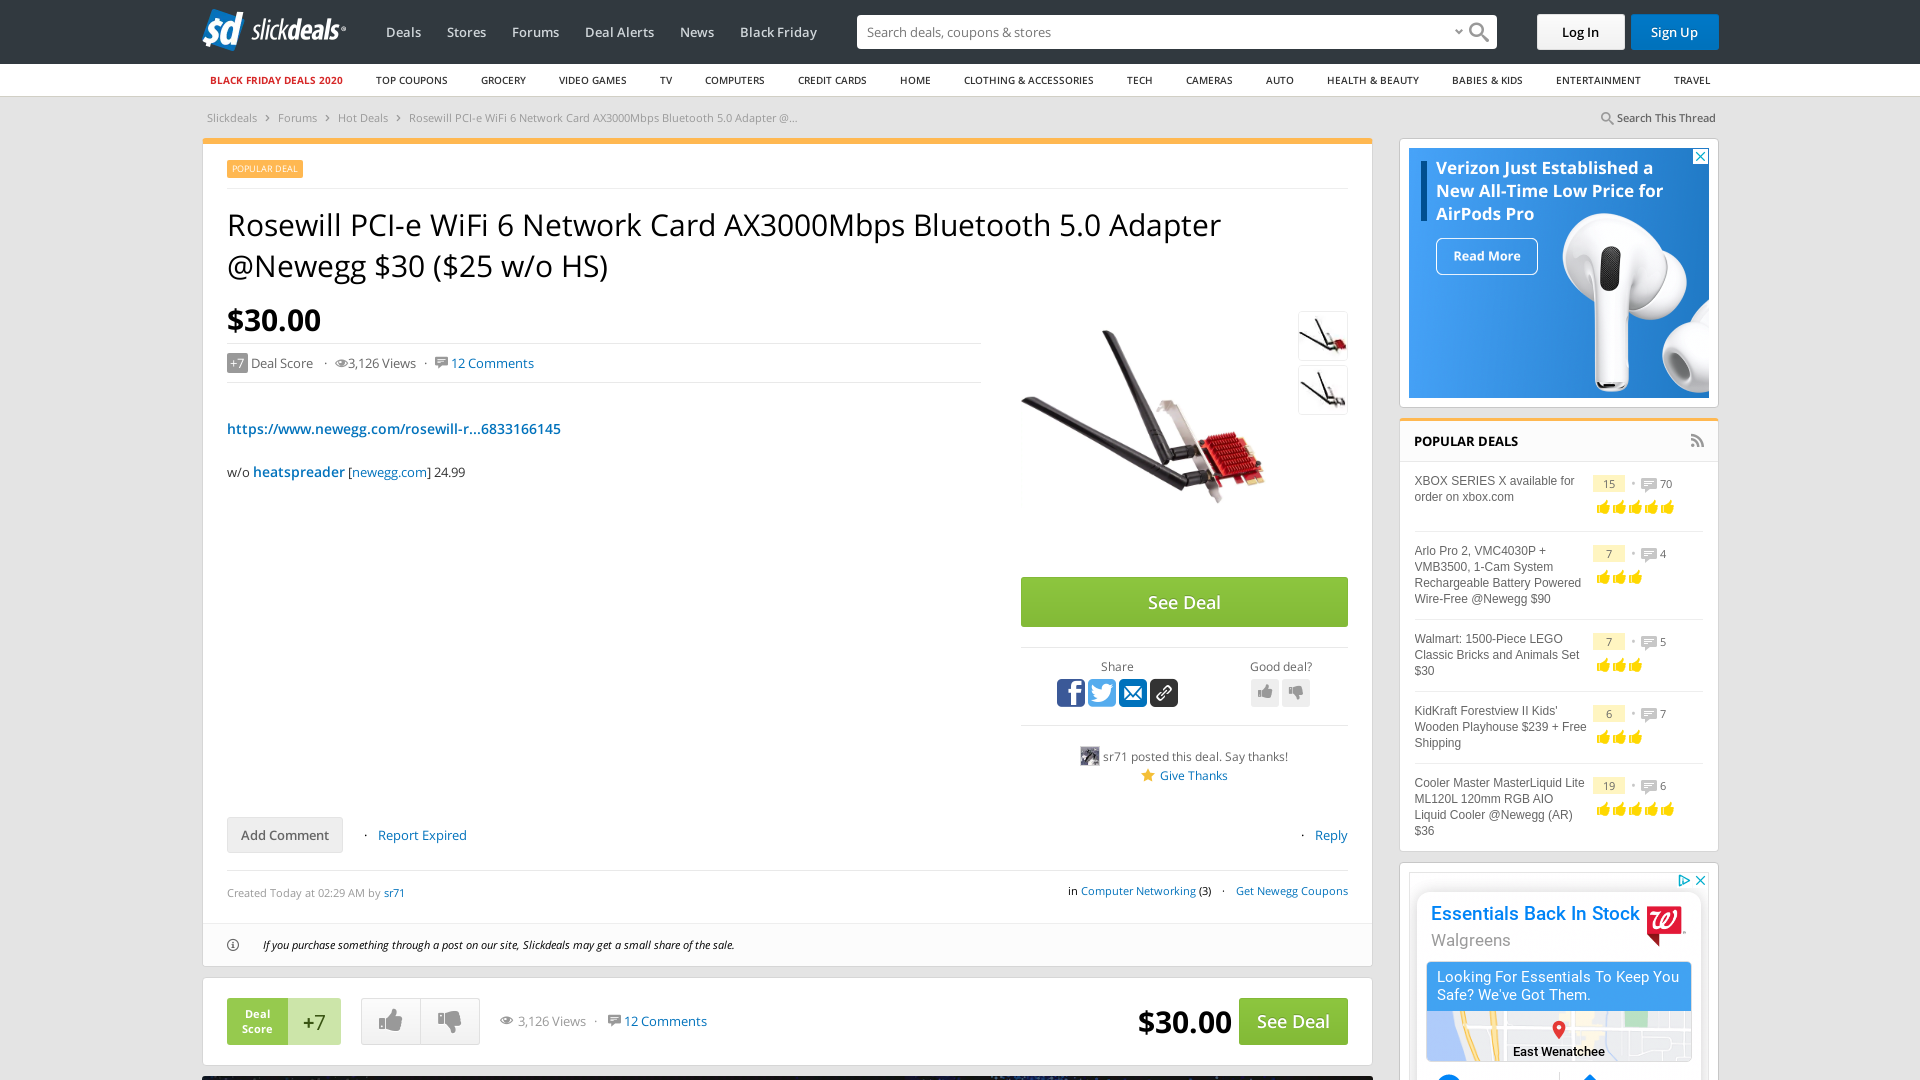 slickdeals
Deals Stores Forums Deal Alerts News Black Friday
Search deals, coupons & stores
Log In
Sign Up
BLACK FRIDAY DEALS 2020 TOP COUPONS GROCERY VIDEO GAMES TV COMPUTERS CREDIT CARDS HOME CLOTHING & ACCESSORIES TECH CAMERAS AUTO HEALTH & BEAUTY BABIES & KIDS ENTERTAINMENT TRAVEL
Slickdeals > Forums > Hot Deals > Rosewill PCI-e WiFi 6 Network Card AX3000Mbps Bluetooth 5.0 Adapter @...
Search This Thread
POPULAR DEAL
Rosewill PCI-e WiFi 6 Network Card AX3000Mbps Bluetooth 5.0 Adapter
@Newegg $30 ($25 w/o HS)
$30.00
+7 Deal Score · 3,126 Views · 12 Comments
https://www.newegg.com/rosewill-r...6833166145
w/o heatspreader [newegg.com] 24.99
See Deal
Share
Good deal?
sr71 posted this deal. Say thanks!
Give Thanks
Add Comment · Report Expired
· Reply
Created Today at 02:29 AM by sr71
in Computer Networking (3) · Get Newegg Coupons
If you purchase something through a post on our site, Slickdeals may get a small share of the sale.
Deal
Score
+7
3,126 Views · 12 Comments
$30.00
See Deal
Verizon Just Established a
New All-Time Low Price for
AirPods Pro
Read More
POPULAR DEALS
XBOX SERIES X available for
order on xbox.com
15 • 70
Arlo Pro 2, VMC4030P +
VMB3500, 1-Cam System
Rechargeable Battery Powered
Wire-Free @Newegg $90
7 • 4
Walmart: 1500-Piece LEGO
Classic Bricks and Animals Set
$30
7 • 5
KidKraft Forestview II Kids'
Wooden Playhouse $239 + Free
Shipping
6 • 7
Cooler Master MasterLiquid Lite
ML120L 120mm RGB AIO
Liquid Cooler @Newegg (AR)
$36
19 • 6
Essentials Back In Stock
Walgreens
Looking For Essentials To Keep You
Safe? We've Got Them.
East Wenatchee